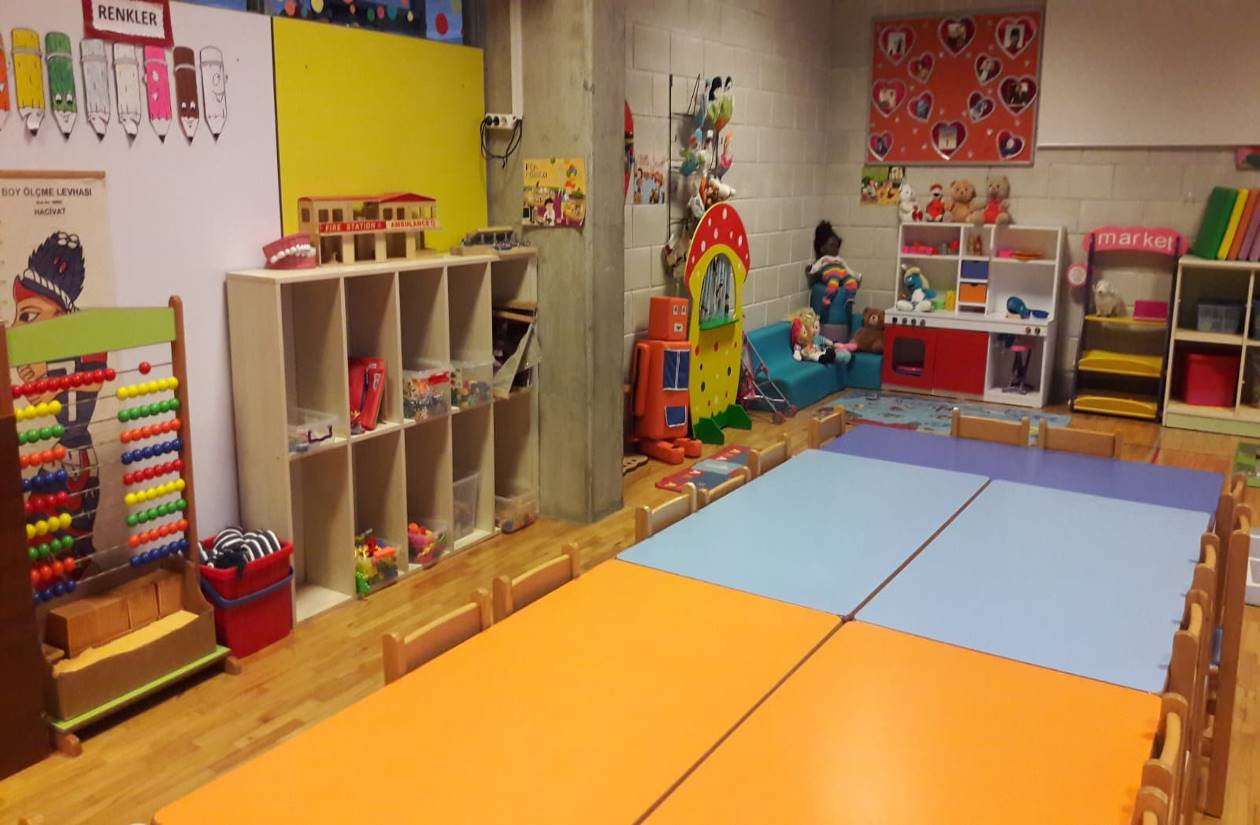 RENKLER
BOY ÖLÇME LEVHASI
HACİVAT
FIRE STATION
AMBULANCE
market